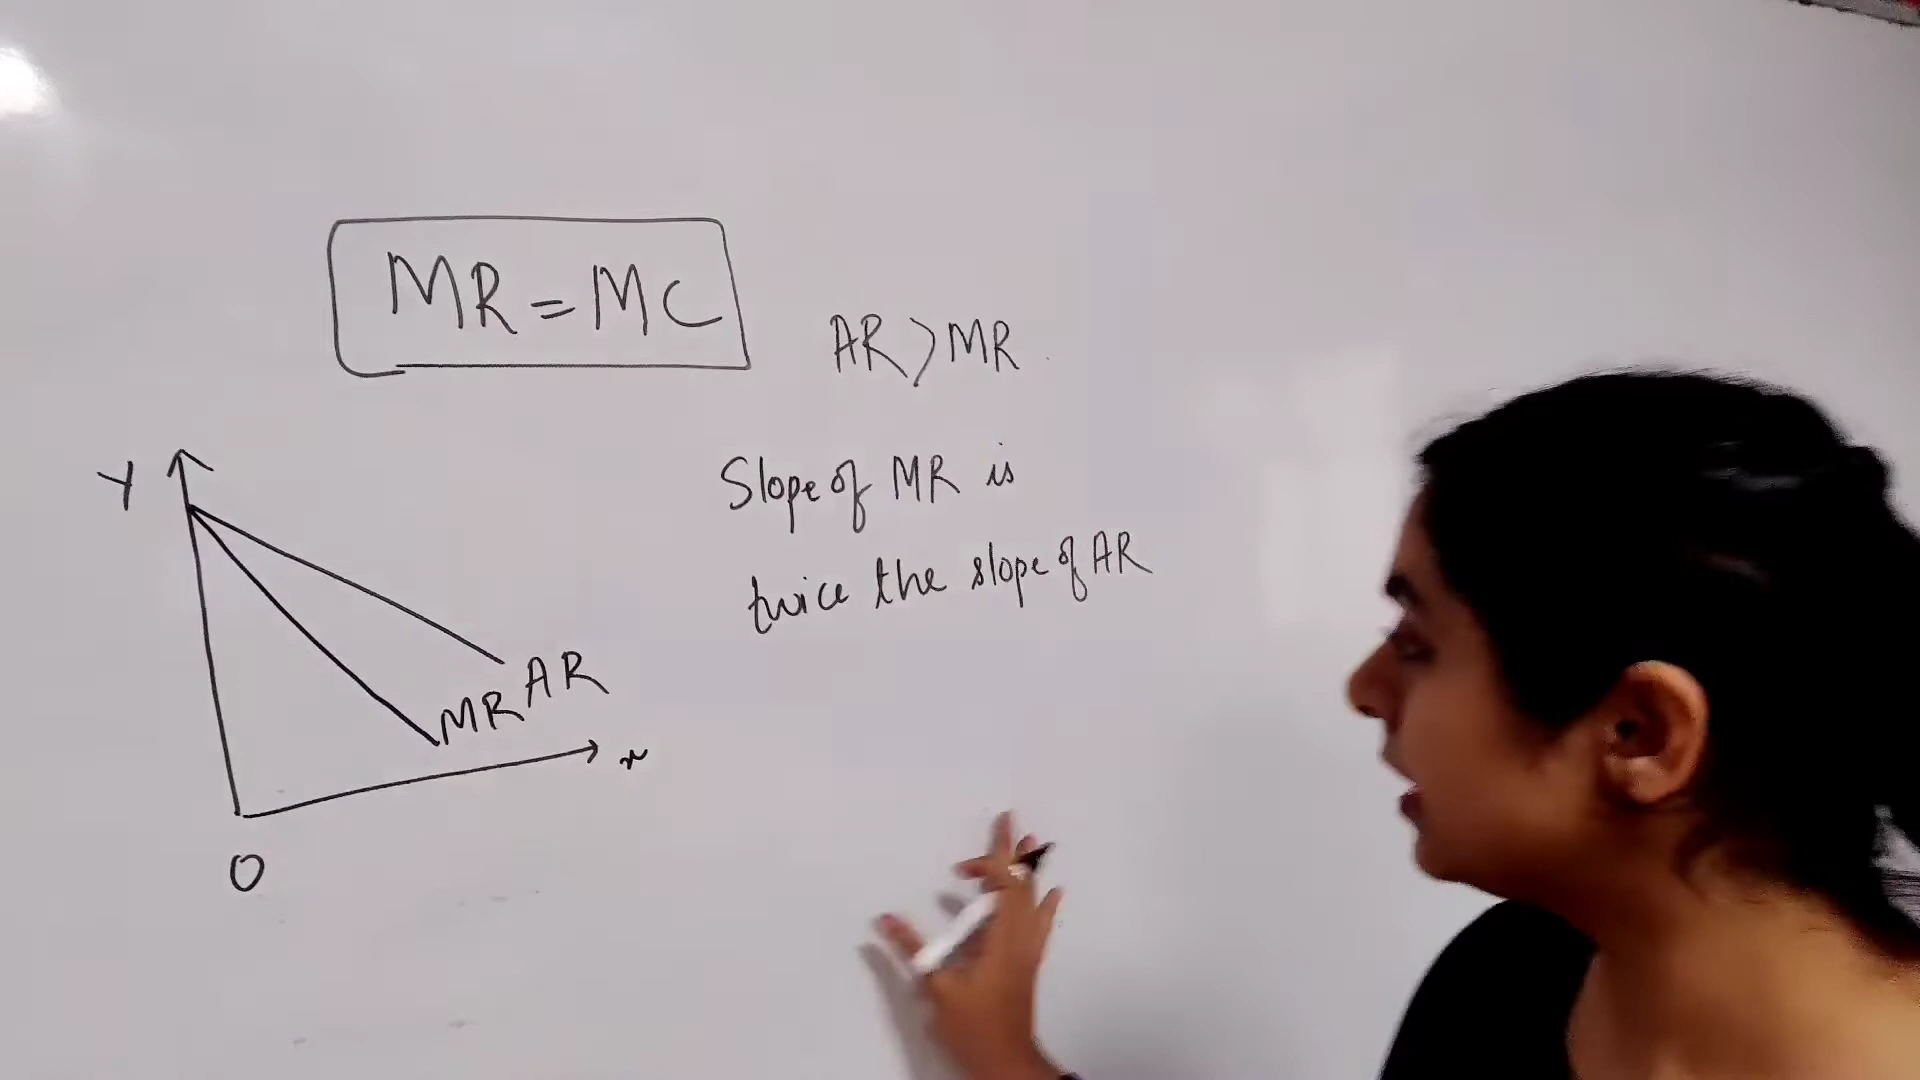 MR = MC
AR > MR
Slope of MR is
twice the slope of AR
Y
AR
MR
x
O